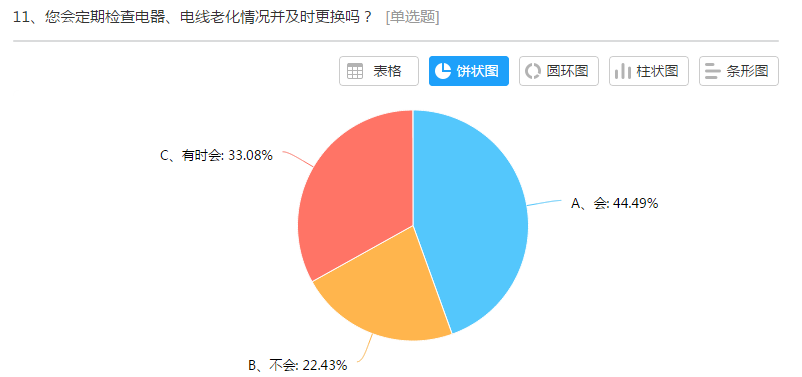 11、您会定期检查电器、电线老化情况并及时更换吗？ [单选题]
表格 饼状图 圆环图 柱状图 条形图
C、有时会: 33.08%
A、会: 44.49%
B、不会: 22.43%